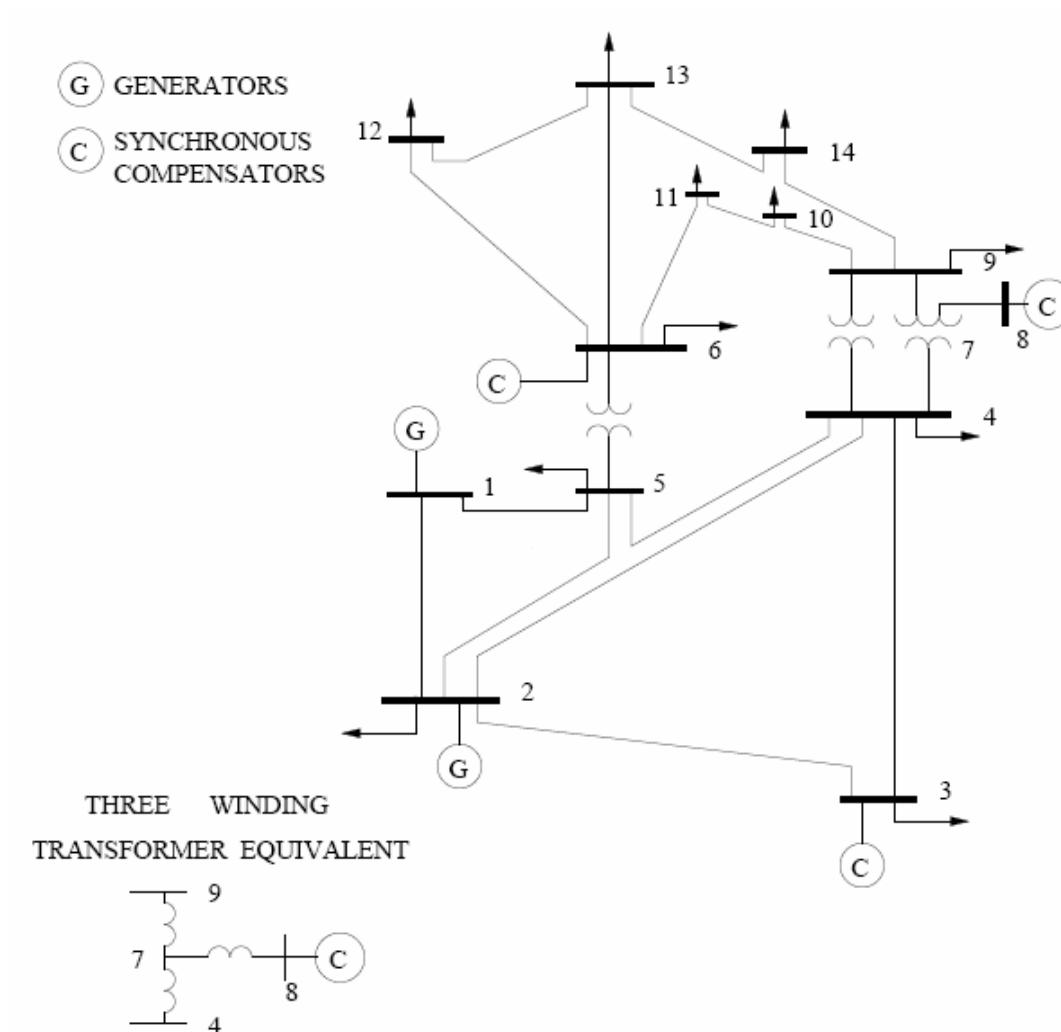 G GENERATORS
C SYNCHRONOUS
COMPENSATORS
13
12
14
11
10
9
C
8
7
6
C
G
4
5
1
2
G
3
C
THREE WINDING
TRANSFORMER EQUIVALENT
9
7
C
8
4